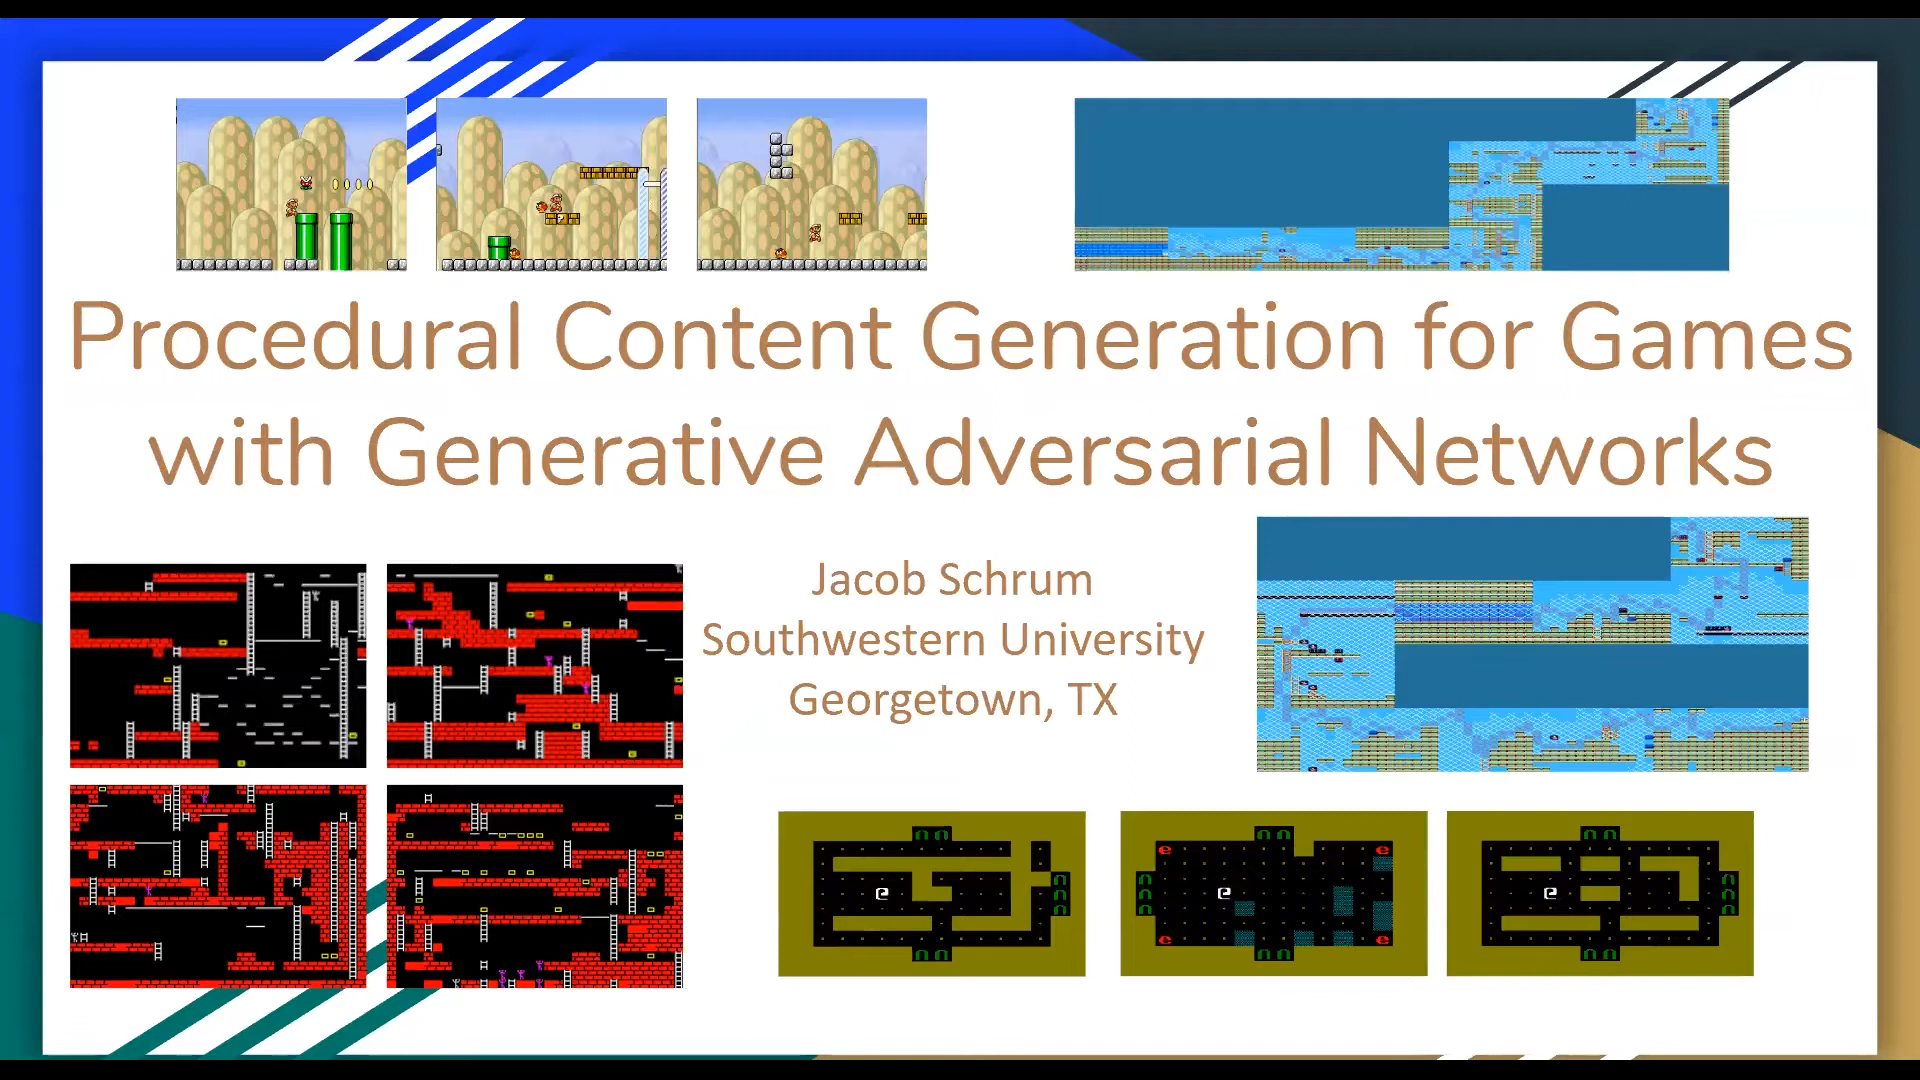 Procedural Content Generation for Games
with Generative Adversarial Networks
Jacob Schrum
Southwestern University
Georgetown, TX